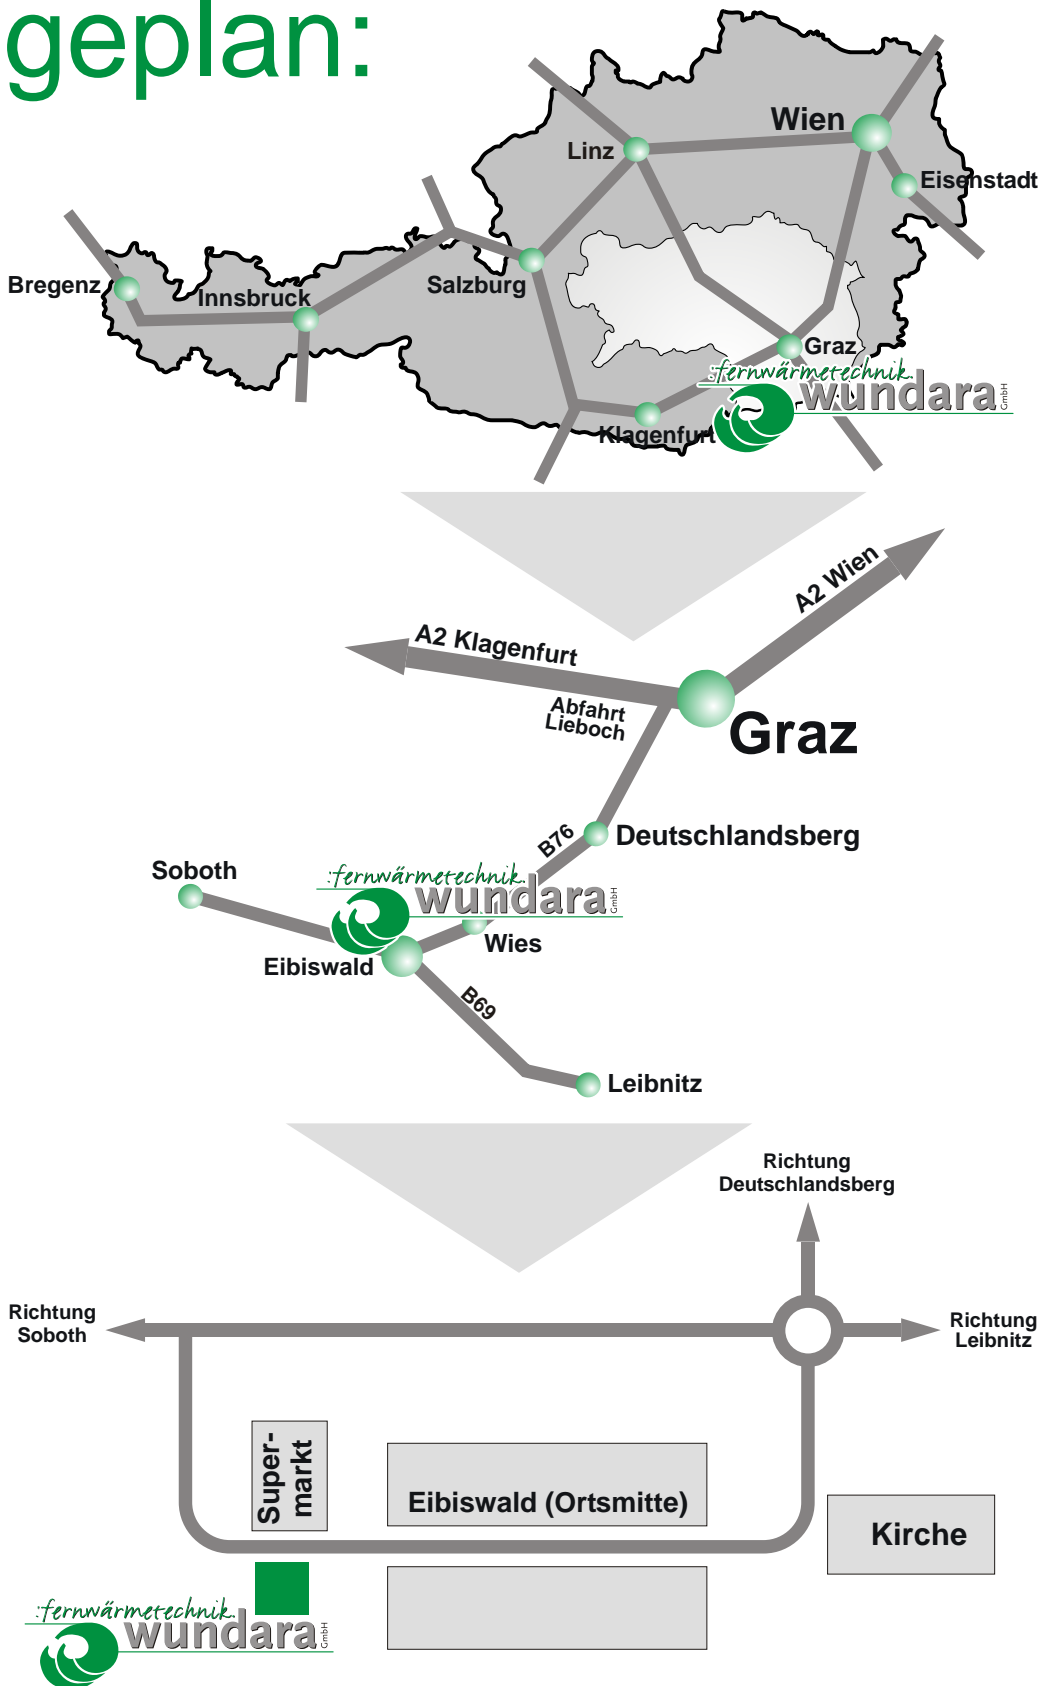 geplan:
Wien
Linz
Eisenstadt
Bregenz
Innsbruck
Salzburg
Graz
:fernwärmetechnik.
wundara GmbH
Klagenfurt
A2 Wien
A2 Klagenfurt
Abfahrt
Lieboch
Graz
B76
Deutschlandsberg
Soboth
:fernwärmetechnik.
wundara GmbH
Wies
Eibiswald
B69
Leibnitz
Richtung
Deutschlandsberg
Richtung
Soboth
Richtung
Leibnitz
Super-
markt
Eibiswald (Ortsmitte)
Kirche
:fernwärmetechnik.
wundara GmbH